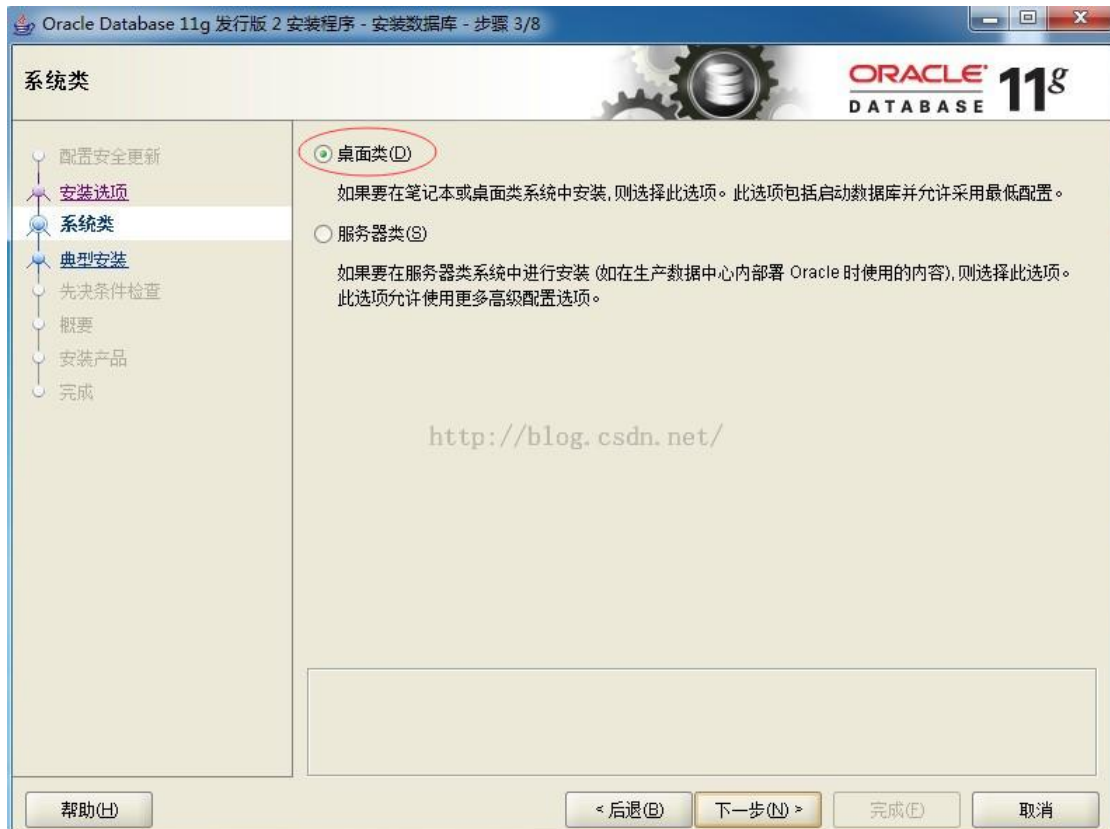 Oracle Database 11g 发行版 2 安装程序 - 安装数据库 - 步骤 3/8
系统类
ORACLE
DATABASE 11g
配置安全更新
安装选项
系统类
典型安装
先决条件检查
概要
安装产品
完成
桌面类(D)
如果要在笔记本或桌面类系统中安装,则选择此选项。此选项包括启动数据库并允许采用最低配置。
服务器类(S)
如果要在服务器类系统中进行安装 (如在生产数据中心内部署 Oracle 时使用的内容),则选择此选项。
此选项允许使用更多高级配置选项。
http://blog.csdn.net/
帮助(H)
< 后退(B)
下一步(N) >
完成(F)
取消